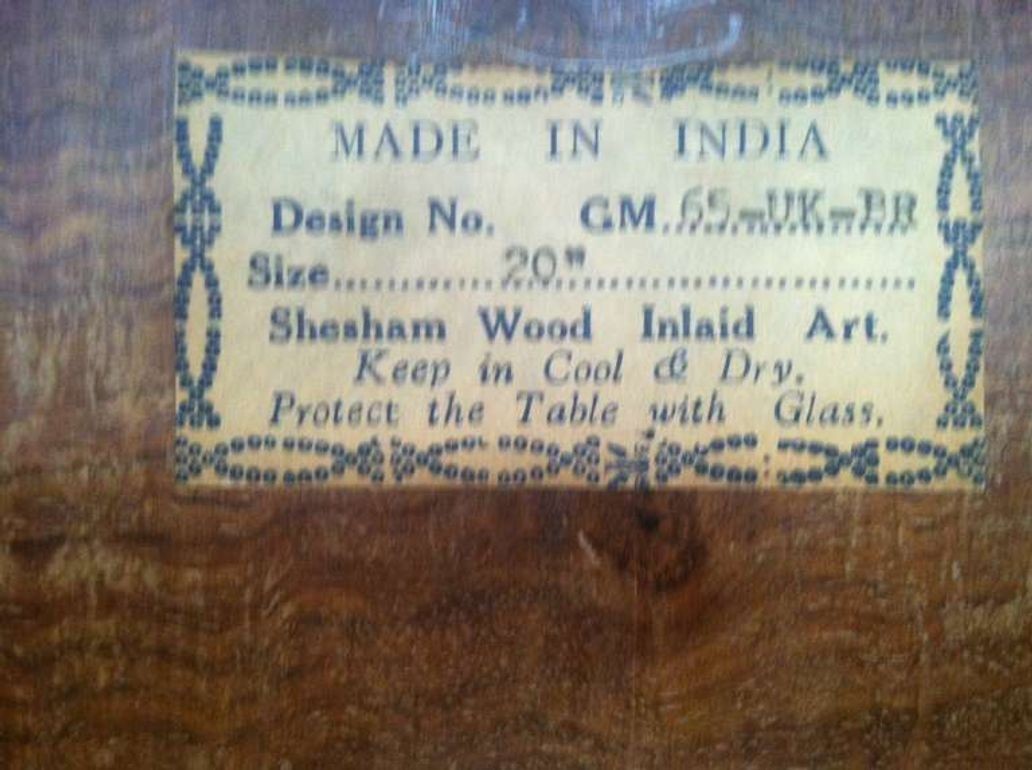 MADE IN INDIA
Design No. GM.65-UK-BR
Size............20"..............................
Shesham Wood Inlaid Art.
Keep in Cool & Dry.
Protect the Table with Glass.